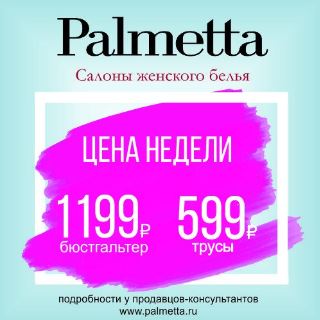 Palmetta
Салоны женского белья
ЦЕНА НЕДЕЛИ
1199₽ 599₽
бюстгальтер трусы
подробности у продавцов-консультантов
www.palmetta.ru